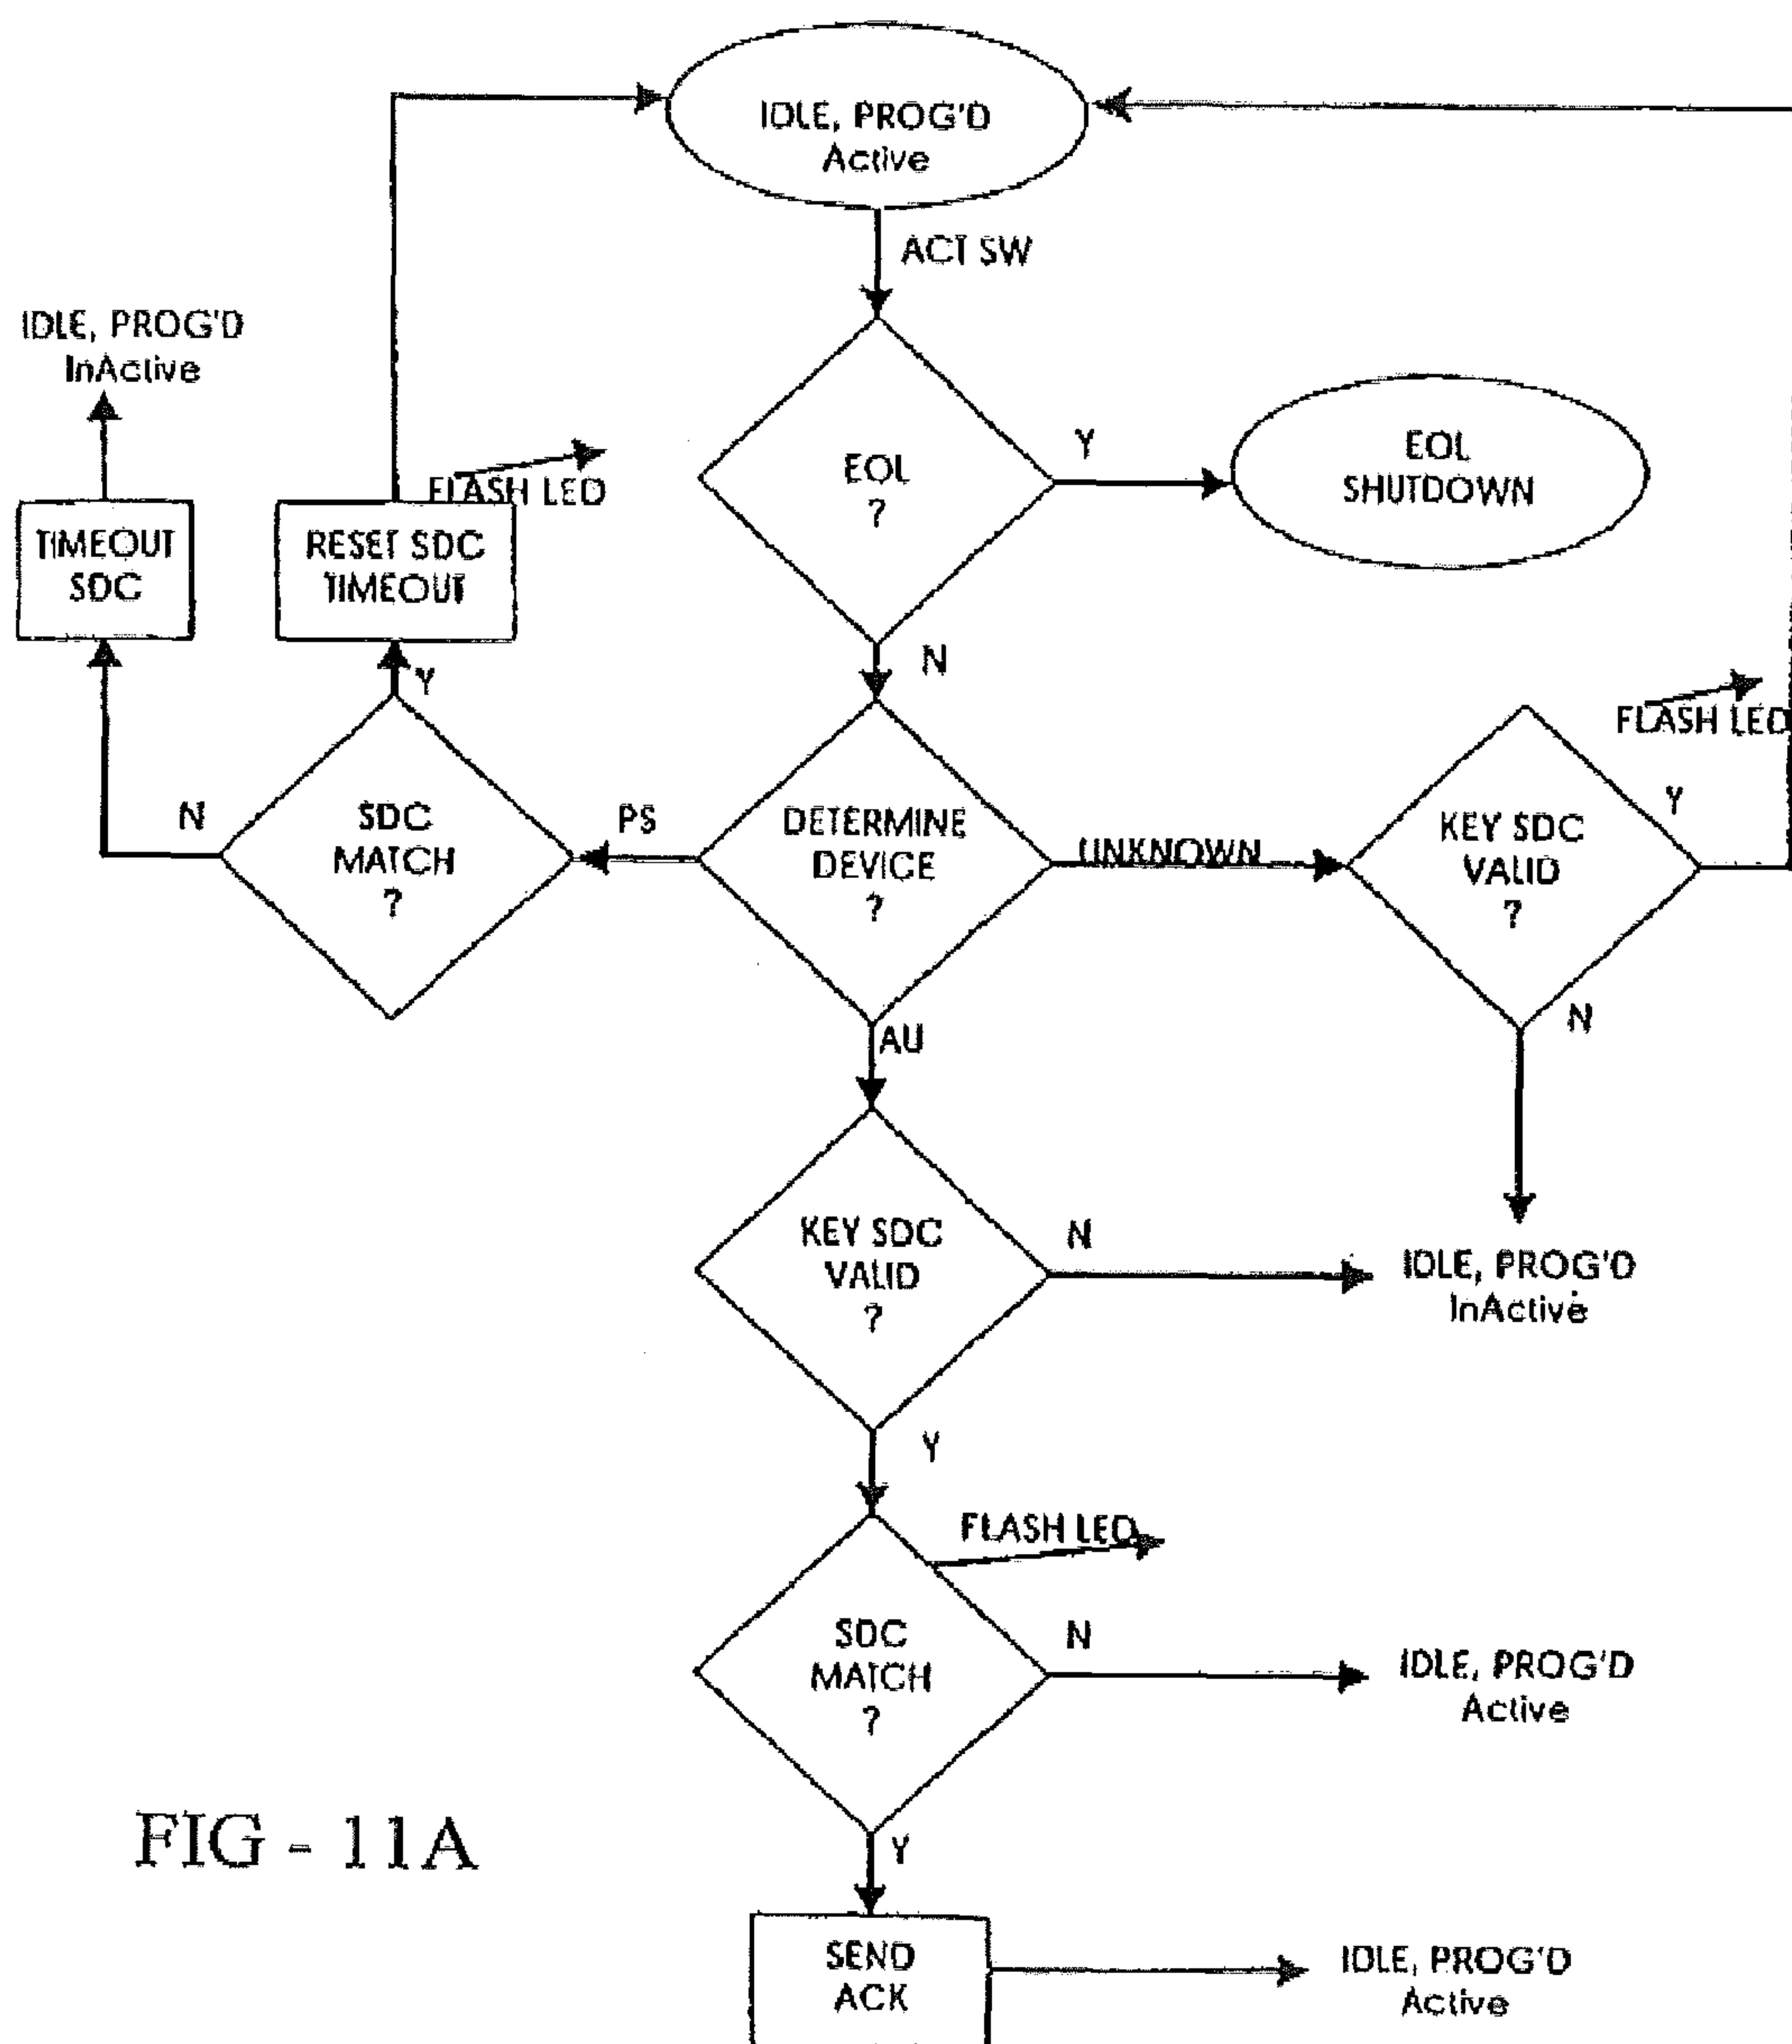 IDLE, PROG'D
Active
ACT SW
IDLE, PROG'D
InActive
EOL
?
Y
EOL
SHUTDOWN
FLASH LED
TIMEOUT
SDC
RESET SDC
TIMEOUT
N
Y
FLASH LED
N
SDC
MATCH
?
PS
DETERMINE
DEVICE
?
UNKNOWN
KEY SDC
VALID
?
Y
N
AU
KEY SDC
VALID
?
N
IDLE, PROG'D
InActive
Y
FLASH LED
SDC
MATCH
?
N
IDLE, PROG'D
Active
Y
FIG - 11A
SEND
ACK
IDLE, PROG'D
Active